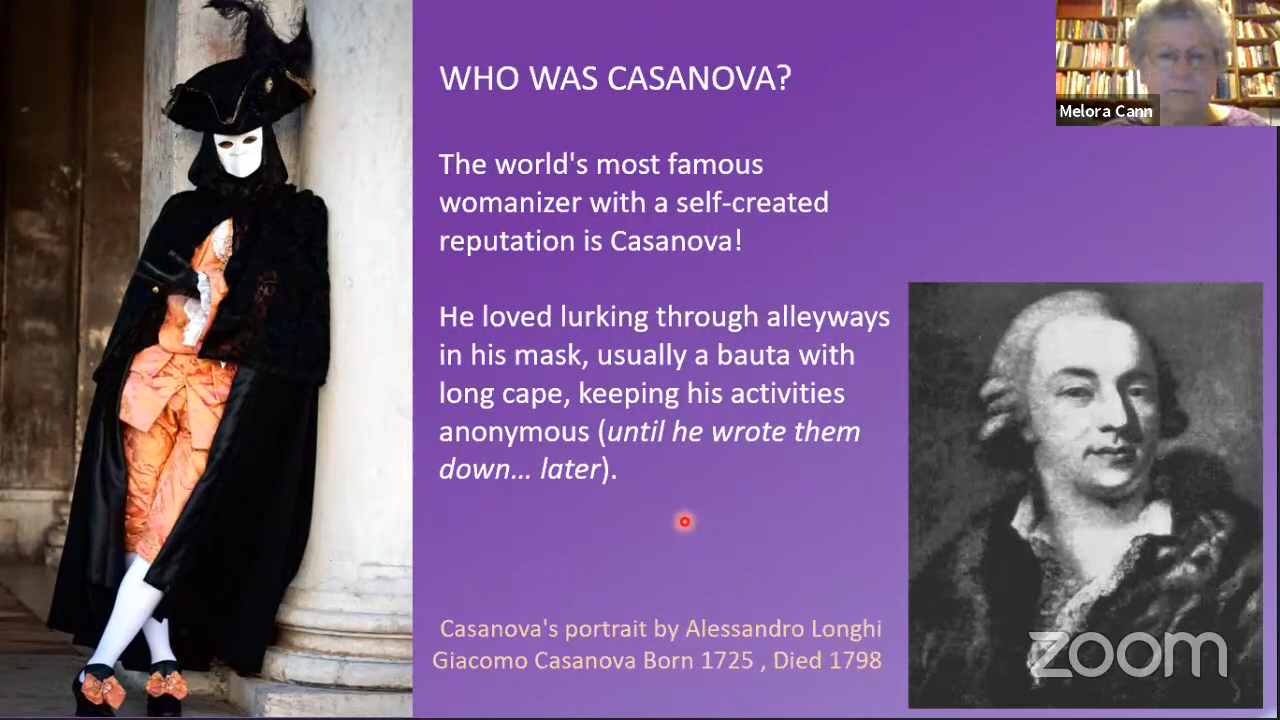 WHO WAS CASANOVA?
The world's most famous
womanizer with a self-created
reputation is Casanova!
He loved lurking through alleyways
in his mask, usually a bauta with
long cape, keeping his activities
anonymous (until he wrote them
down... later).
Casanova's portrait by Alessandro Longhi
Giacomo Casanova Born 1725 , Died 1798
Melora Cann
zoom